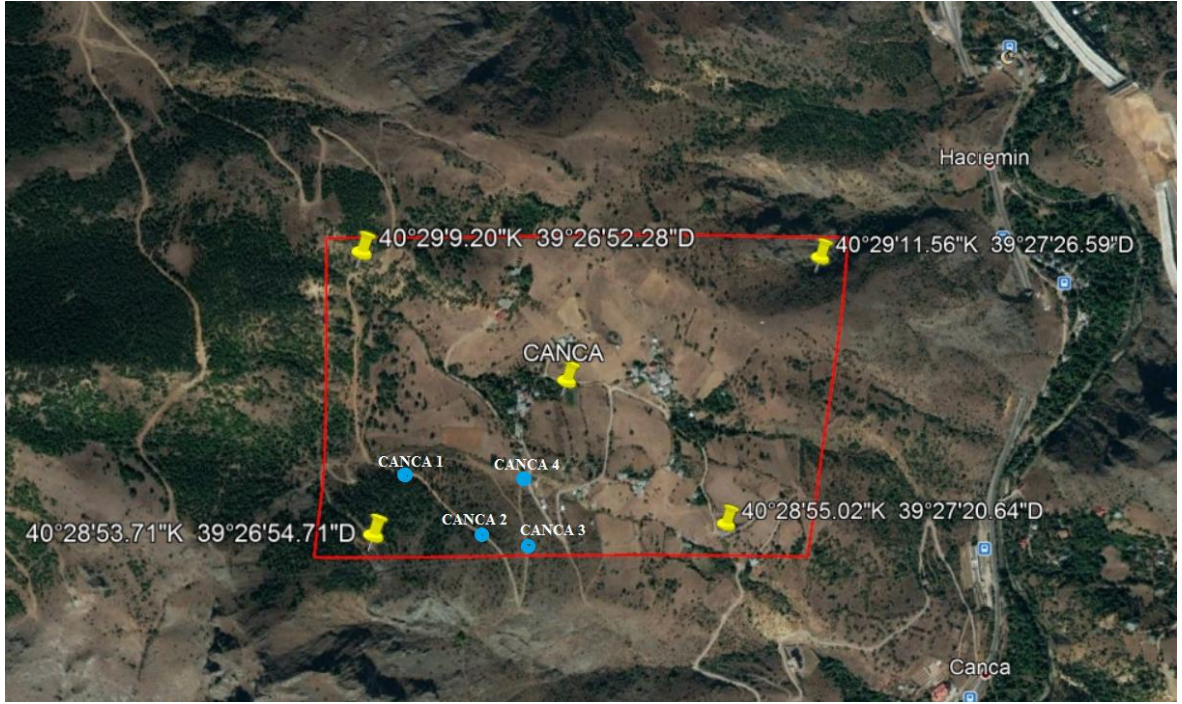 Hacıemin
40°29'9.20"K 39°26'52.28"D
40°29'11.56"K 39°27'26.59"D
CANCA
CANCA 1
CANCA 4
40°28'55.02"K 39°27'20.64"D
CANCA 2
CANCA 3
40°28'53.71"K 39°26'54.71"D
Canca